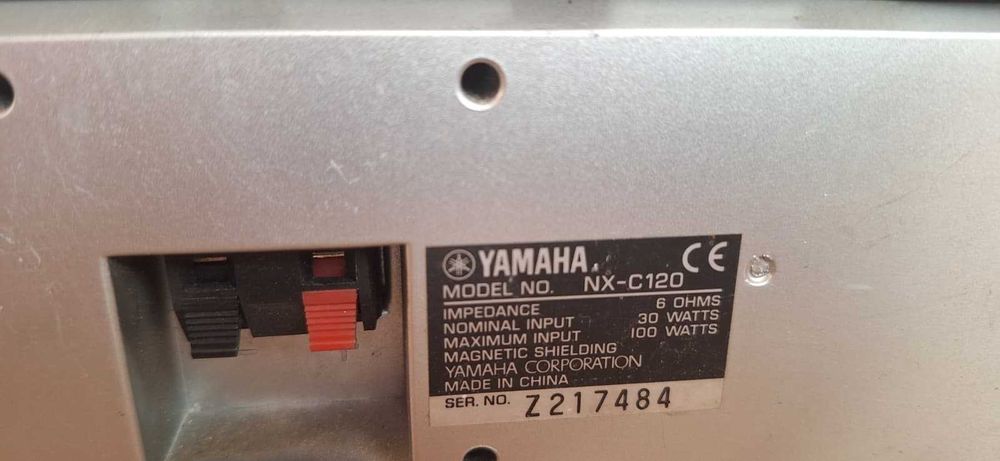 YAMAHA CE
MODEL NO. NX-C120
IMPEDANCE 6 OHMS
NOMINAL INPUT 30 WATTS
MAXIMUM INPUT 100 WATTS
MAGNETIC SHIELDING
YAMAHA CORPORATION
MADE IN CHINA
SER. NO. Z217484